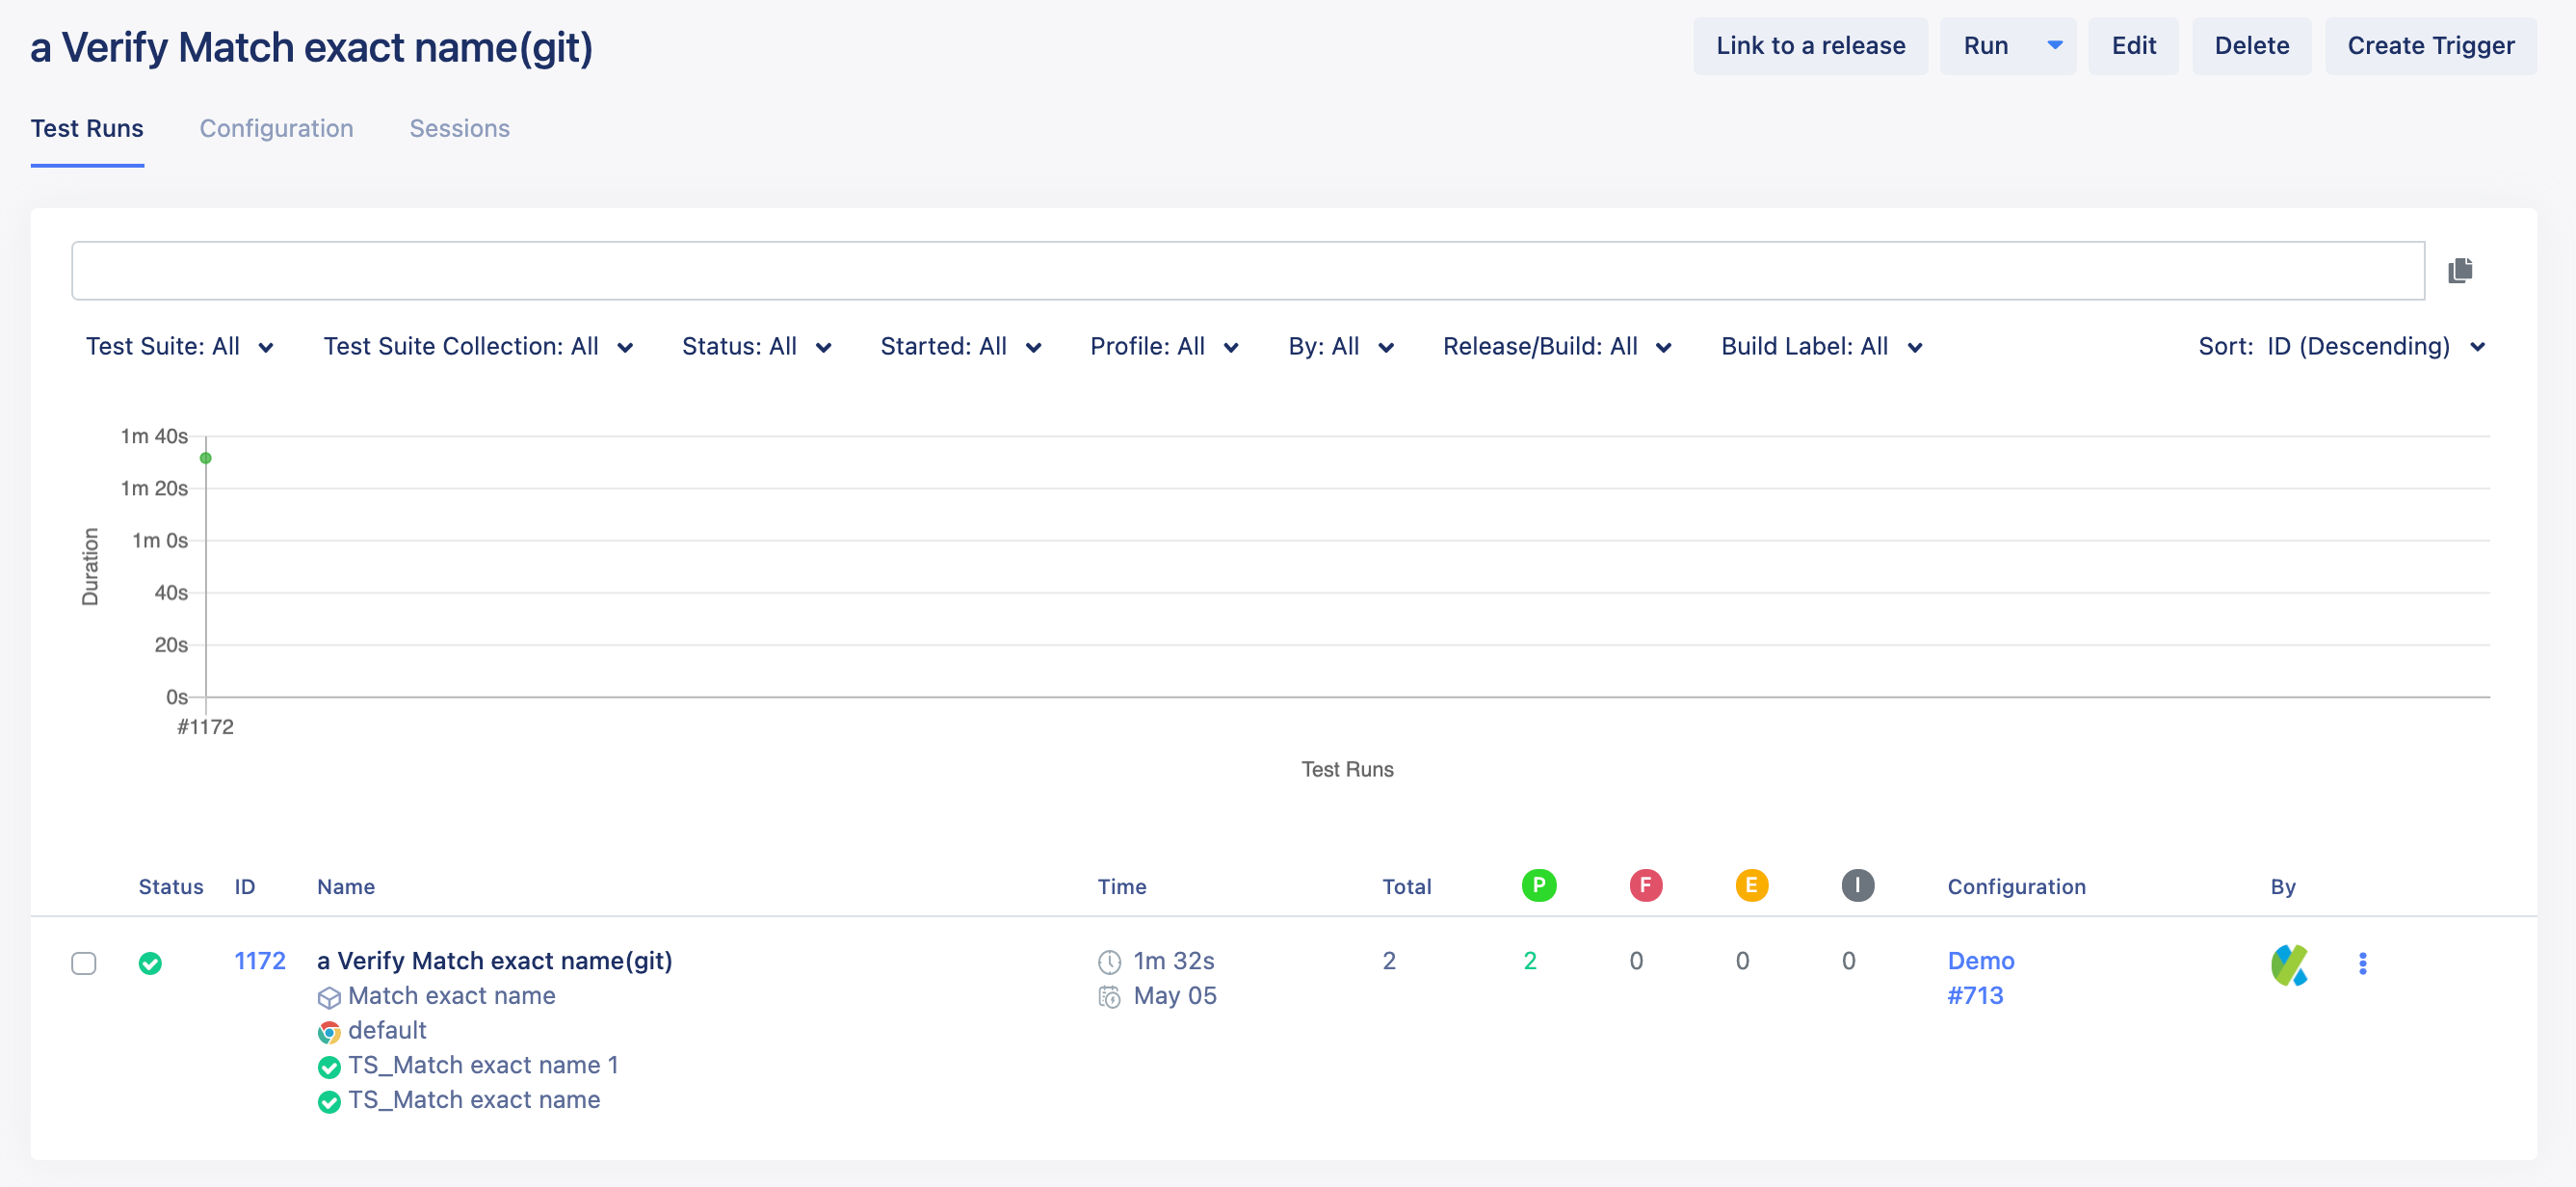 a Verify Match exact name(git)
Link to a release
Run
Edit
Delete
Create Trigger
Test Runs
Configuration
Sessions
Test Suite: All
Test Suite Collection: All
Status: All
Started: All
Profile: All
By: All
Release/Build: All
Build Label: All
Sort: ID (Descending)
1m 40s
1m 20s
1m 0s
40s
20s
0s
Duration
#1172
Test Runs
Status ID Name Time Total P F E I Configuration By
1172 a Verify Match exact name(git) 1m 32s 2 2 0 0 0 Demo
Match exact name May 05 #713
default
TS_Match exact name 1
TS_Match exact name